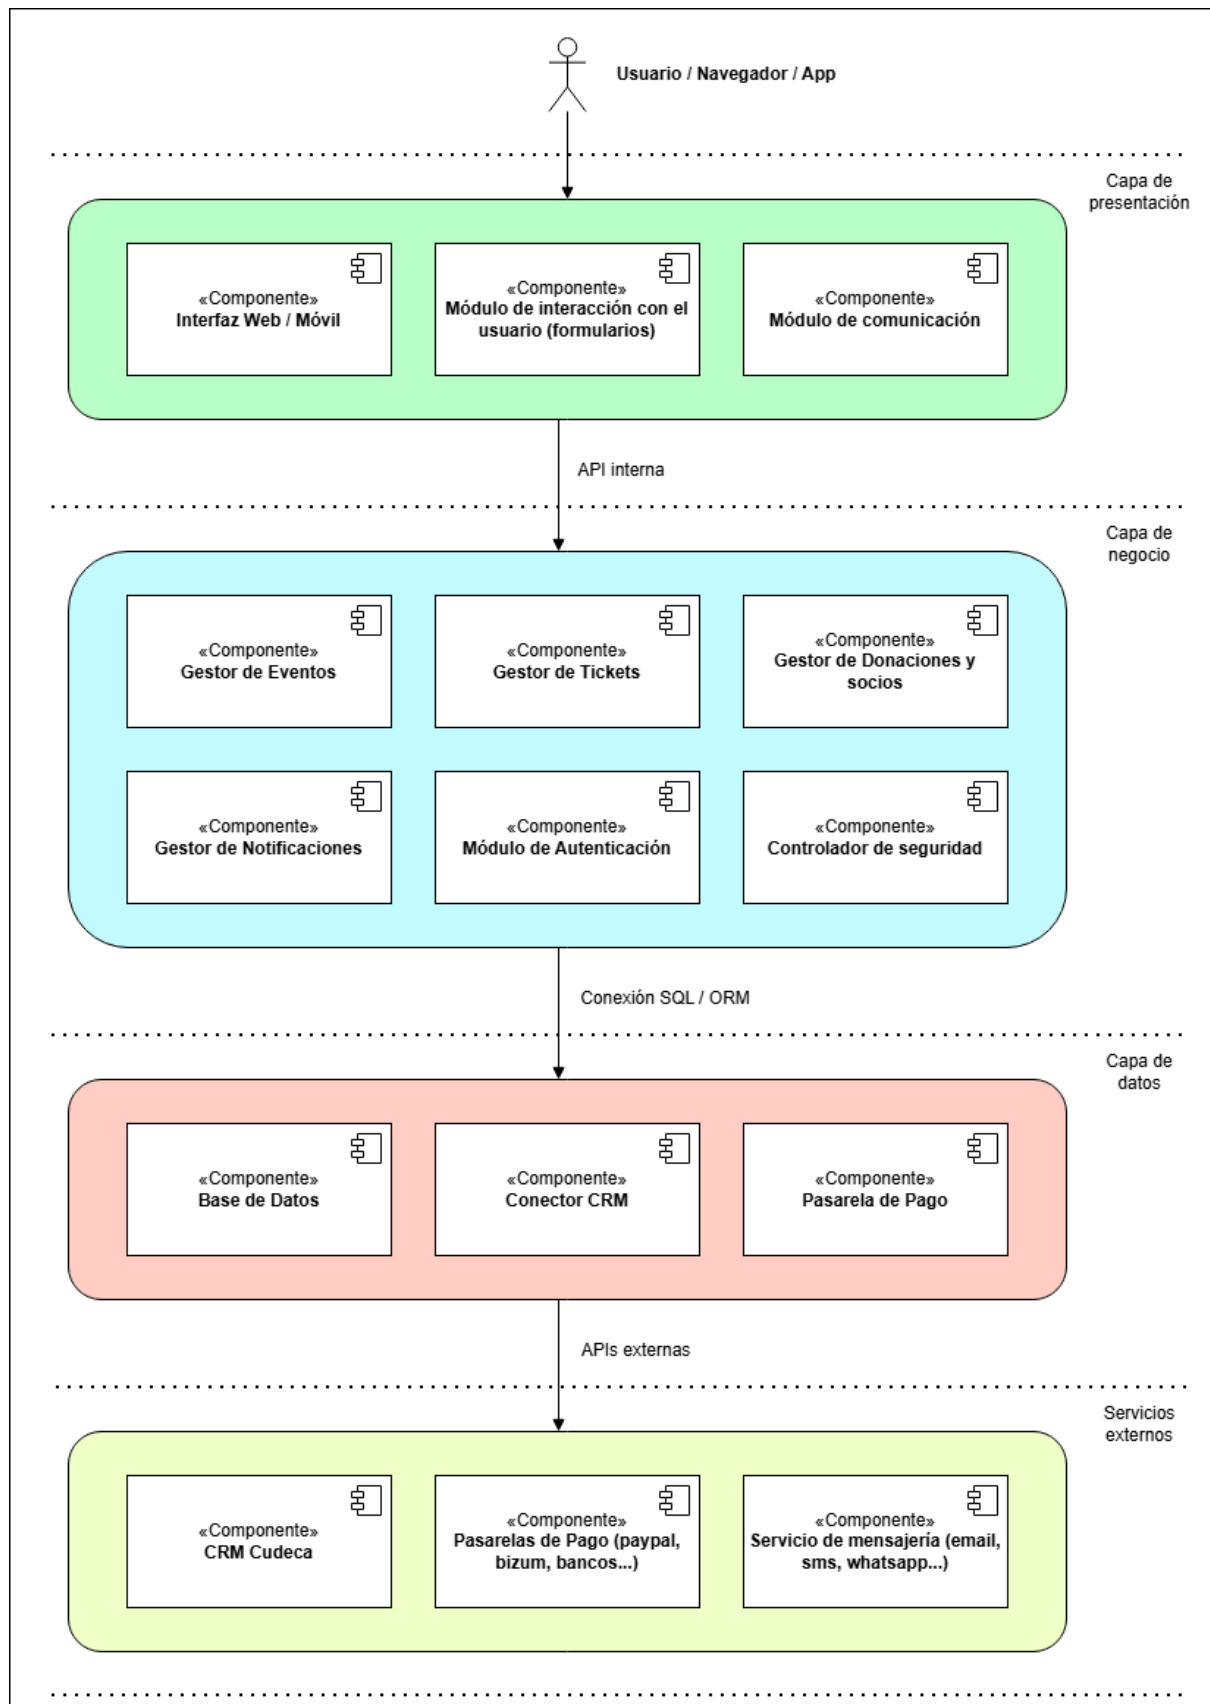 Usuario / Navegador / App
Capa de
presentación
«Componente»
Interfaz Web / Móvil
«Componente»
Módulo de interacción con el
usuario (formularios)
«Componente»
Módulo de comunicación
API interna
Capa de
negocio
«Componente»
Gestor de Eventos
«Componente»
Gestor de Tickets
«Componente»
Gestor de Donaciones y
socios
«Componente»
Gestor de Notificaciones
«Componente»
Módulo de Autenticación
«Componente»
Controlador de seguridad
Conexión SQL / ORM
Capa de
datos
«Componente»
Base de Datos
«Componente»
Conector CRM
«Componente»
Pasarela de Pago
APIs externas
Servicios
externos
«Componente»
CRM Cudeca
«Componente»
Pasarelas de Pago (paypal,
bizum, bancos...)
«Componente»
Servicio de mensajería (email,
sms, whatsapp...)